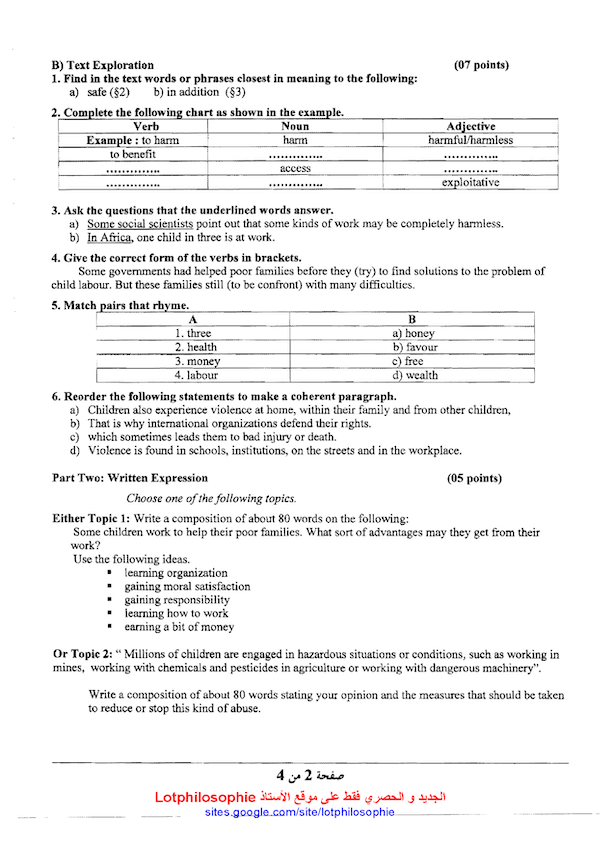 B) Text Exploration (07 points)
1. Find in the text words or phrases closest in meaning to the following:
a) safe (§2) b) in addition (§3)
2. Complete the following chart as shown in the example.
Verb Noun Adjective
Example : to harm harm harmful/harmless
to benefit .............. ..............
.............. access ..............
.............. .............. exploitative
3. Ask the questions that the underlined words answer.
a) Some social scientists point out that some kinds of work may be completely harmless.
b) In Africa, one child in three is at work.
4. Give the correct form of the verbs in brackets.
Some governments had helped poor families before they (try) to find solutions to the problem of
child labour. But these families still (to be confront) with many difficulties.
5. Match pairs that rhyme.
A B
1. three a) honey
2. health b) favour
3. money c) free
4. labour d) wealth
6. Reorder the following statements to make a coherent paragraph.
a) Children also experience violence at home, within their family and from other children,
b) That is why international organizations defend their rights.
c) which sometimes leads them to bad injury or death.
d) Violence is found in schools, institutions, on the streets and in the workplace.
Part Two: Written Expression (05 points)
Choose one of the following topics.
Either Topic 1: Write a composition of about 80 words on the following:
Some children work to help their poor families. What sort of advantages may they get from their
work?
Use the following ideas.
▪ learning organization
▪ gaining moral satisfaction
▪ gaining responsibility
▪ learning how to work
▪ earning a bit of money
Or Topic 2: “ Millions of children are engaged in hazardous situations or conditions, such as working in
mines, working with chemicals and pesticides in agriculture or working with dangerous machinery”.
Write a composition of about 80 words stating your opinion and the measures that should be taken
to reduce or stop this kind of abuse.
صفحة 2 من 4
الجديد و الحصري فقط على موقع الأستاذ Lotphilosophie
sites.google.com/site/lotphilosophie